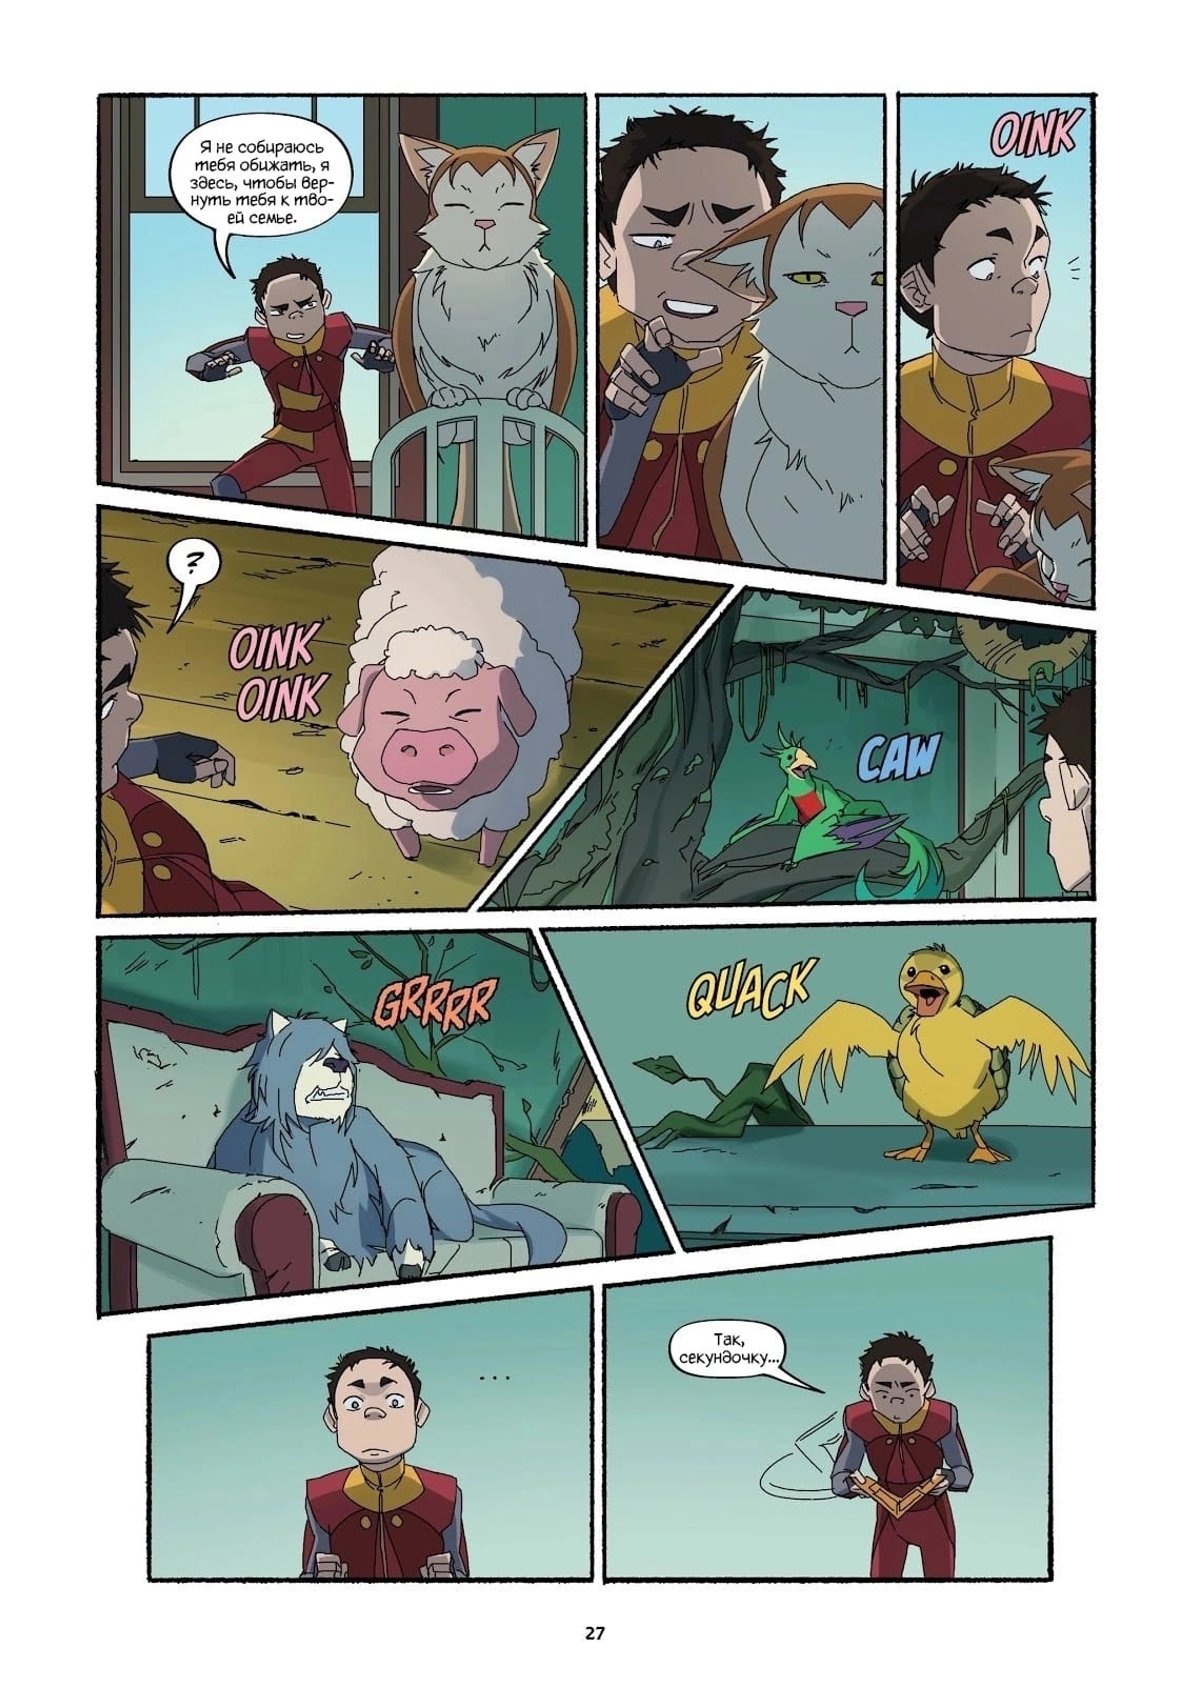 Я не собираюсь
тебя обижать, я
здесь, чтобы вер-
нуть тебя к тво-
ей семье.
OINK
?
OINK
OINK
CAW
GRRRR
QUACK
...
Так,
секундочку...
27